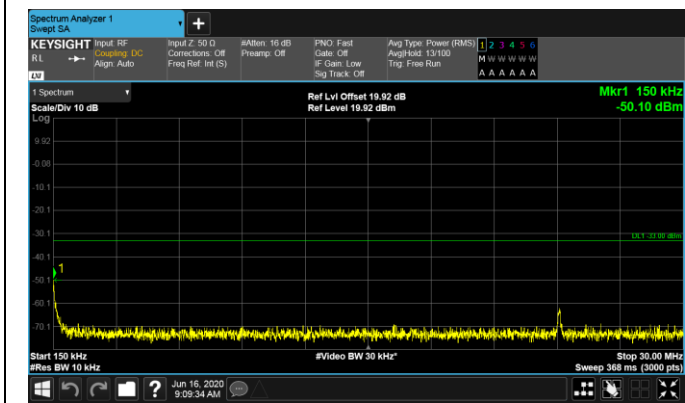 Spectrum Analyzer 1
Swept SA
KEYSIGHT
R L
LXI
Input: RF
Coupling: DC
Align: Auto
Input Z: 50 Ω
Corrections: Off
Freq Ref: Int (S)
#Atten: 16 dB
Preamp: Off
PNO: Fast
Gate: Off
IF Gain: Low
Sig Track: Off
Avg Type: Power (RMS)
Avg|Hold: 13/100
Trig: Free Run
1 2 3 4 5 6
M W W W W W
A A A A A A
1 Spectrum
Scale/Div 10 dB
Log
Ref Lvl Offset 19.92 dB
Ref Level 19.92 dBm
Mkr1 150 kHz
-50.10 dBm
9.92
-0.08
-10.1
-20.1
-30.1
DL1 -33.00 dBm
-40.1
1
-50.1
-60.1
-70.1
Start 150 kHz
#Res BW 10 kHz
#Video BW 30 kHz*
Stop 30.00 MHz
Sweep 368 ms (3000 pts)
?
Jun 16, 2020
9:09:34 AM